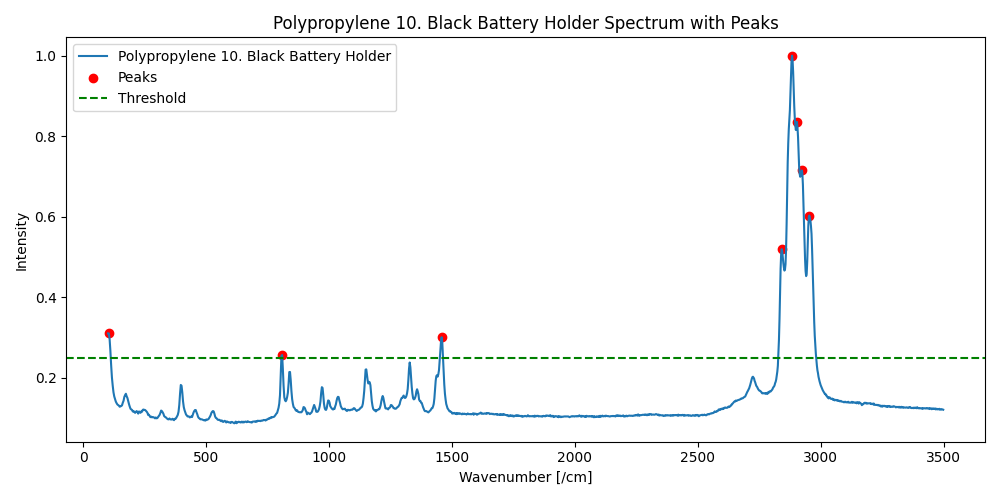 Polypropylene 10. Black Battery Holder Spectrum with Peaks
Polypropylene 10. Black Battery Holder
Peaks
Threshold
1.0
0.8
0.6
0.4
0.2
Intensity
0 500 1000 1500 2000 2500 3000 3500
Wavenumber [/cm]